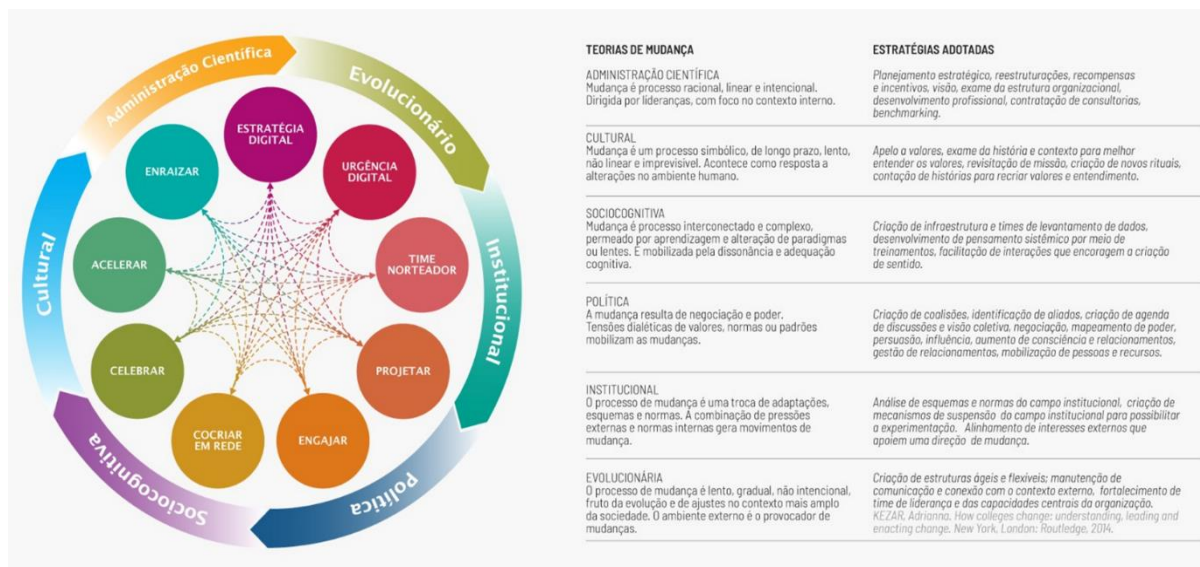 Administração Científica
Evolucionário
Institucional
Política
Sociocognitiva
Cultural
ESTRATÉGIA
DIGITAL
URGÊNCIA
DIGITAL
TIME
NORTEADOR
PROJETAR
ENGAJAR
COCRIAR
EM REDE
CELEBRAR
ACELERAR
ENRAIZAR
TEORIAS DE MUDANÇA
ESTRATÉGIAS ADOTADAS
ADMINISTRAÇÃO CIENTÍFICA
Mudança é processo racional, linear e intencional.
Dirigida por lideranças, com foco no contexto interno.
Planejamento estratégico, reestruturações, recompensas
e incentivos, visão, exame da estrutura organizacional,
desenvolvimento profissional, contratação de consultorias,
benchmarking.
CULTURAL
Mudança é um processo simbólico, de longo prazo, lento,
não linear e imprevisível. Acontece como resposta a
alterações no ambiente humano.
Apelo a valores, exame da história e contexto para melhor
entender os valores, revisitação de missão, criação de novos rituais,
contação de histórias para recriar valores e entendimento.
SOCIOCOGNITIVA
Mudança é processo interconectado e complexo,
permeado por aprendizagem e alteração de paradigmas
ou lentes. É mobilizada pela dissonância e adequação
cognitiva.
Criação de infraestrutura e times de levantamento de dados,
desenvolvimento de pensamento sistêmico por meio de
treinamentos, facilitação de interações que encoragem a criação
de sentido.
POLÍTICA
A mudança resulta de negociação e poder.
Tensões dialéticas de valores, normas ou padrões
mobilizam as mudanças.
Criação de coalisões, identificação de aliados, criação de agenda
de discussões e visão coletiva, negociação, mapeamento de poder,
persuasão, influência, aumento de consciência e relacionamentos,
gestão de relacionamentos, mobilização de pessoas e recursos.
INSTITUCIONAL
O processo de mudança é uma troca de adaptações,
esquemas e normas. A combinação de pressões
externas e normas internas gera movimentos de
mudança.
Análise de esquemas e normas do campo institucional, criação de
mecanismos de suspensão do campo institucional para possibilitar
a experimentação. Alinhamento de interesses externos que
apoiem uma direção de mudança.
EVOLUCIONÁRIA
O processo de mudança é lento, gradual, não intencional,
fruto da evolução e de ajustes no contexto mais amplo
da sociedade. O ambiente externo é o provocador de
mudanças.
Criação de estruturas ágeis e flexíveis; manutenção de
comunicação e conexão com o contexto externo, fortalecimento de
time de liderança e das capacidades centrais da organização.
KEZAR, Adrianna. How colleges change: understanding, leading and
enacting change. New York, London: Routledge, 2014.